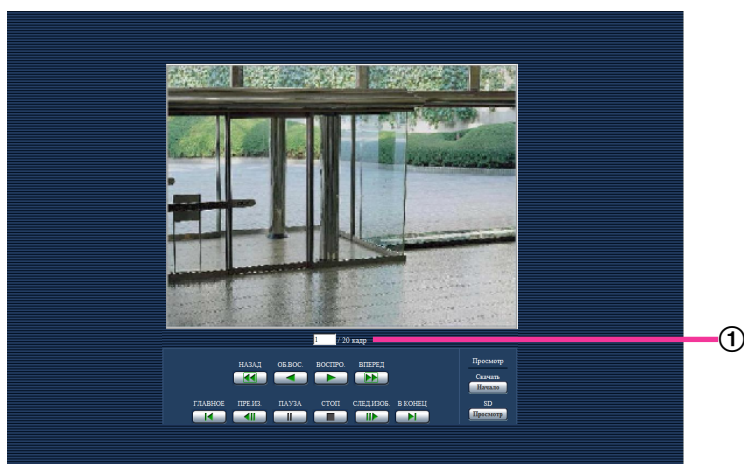 1 / 20 кадр
①
НАЗАД ОБ.ВОС. ВОСПРО. ВПЕРЕД
ГЛАВНОЕ ПРЕ.ИЗ. ПАУЗА СТОП СЛЕД.ИЗОБ. В КОНЕЦ
Просмотр
Скачать
Начало
SD
Просмотр